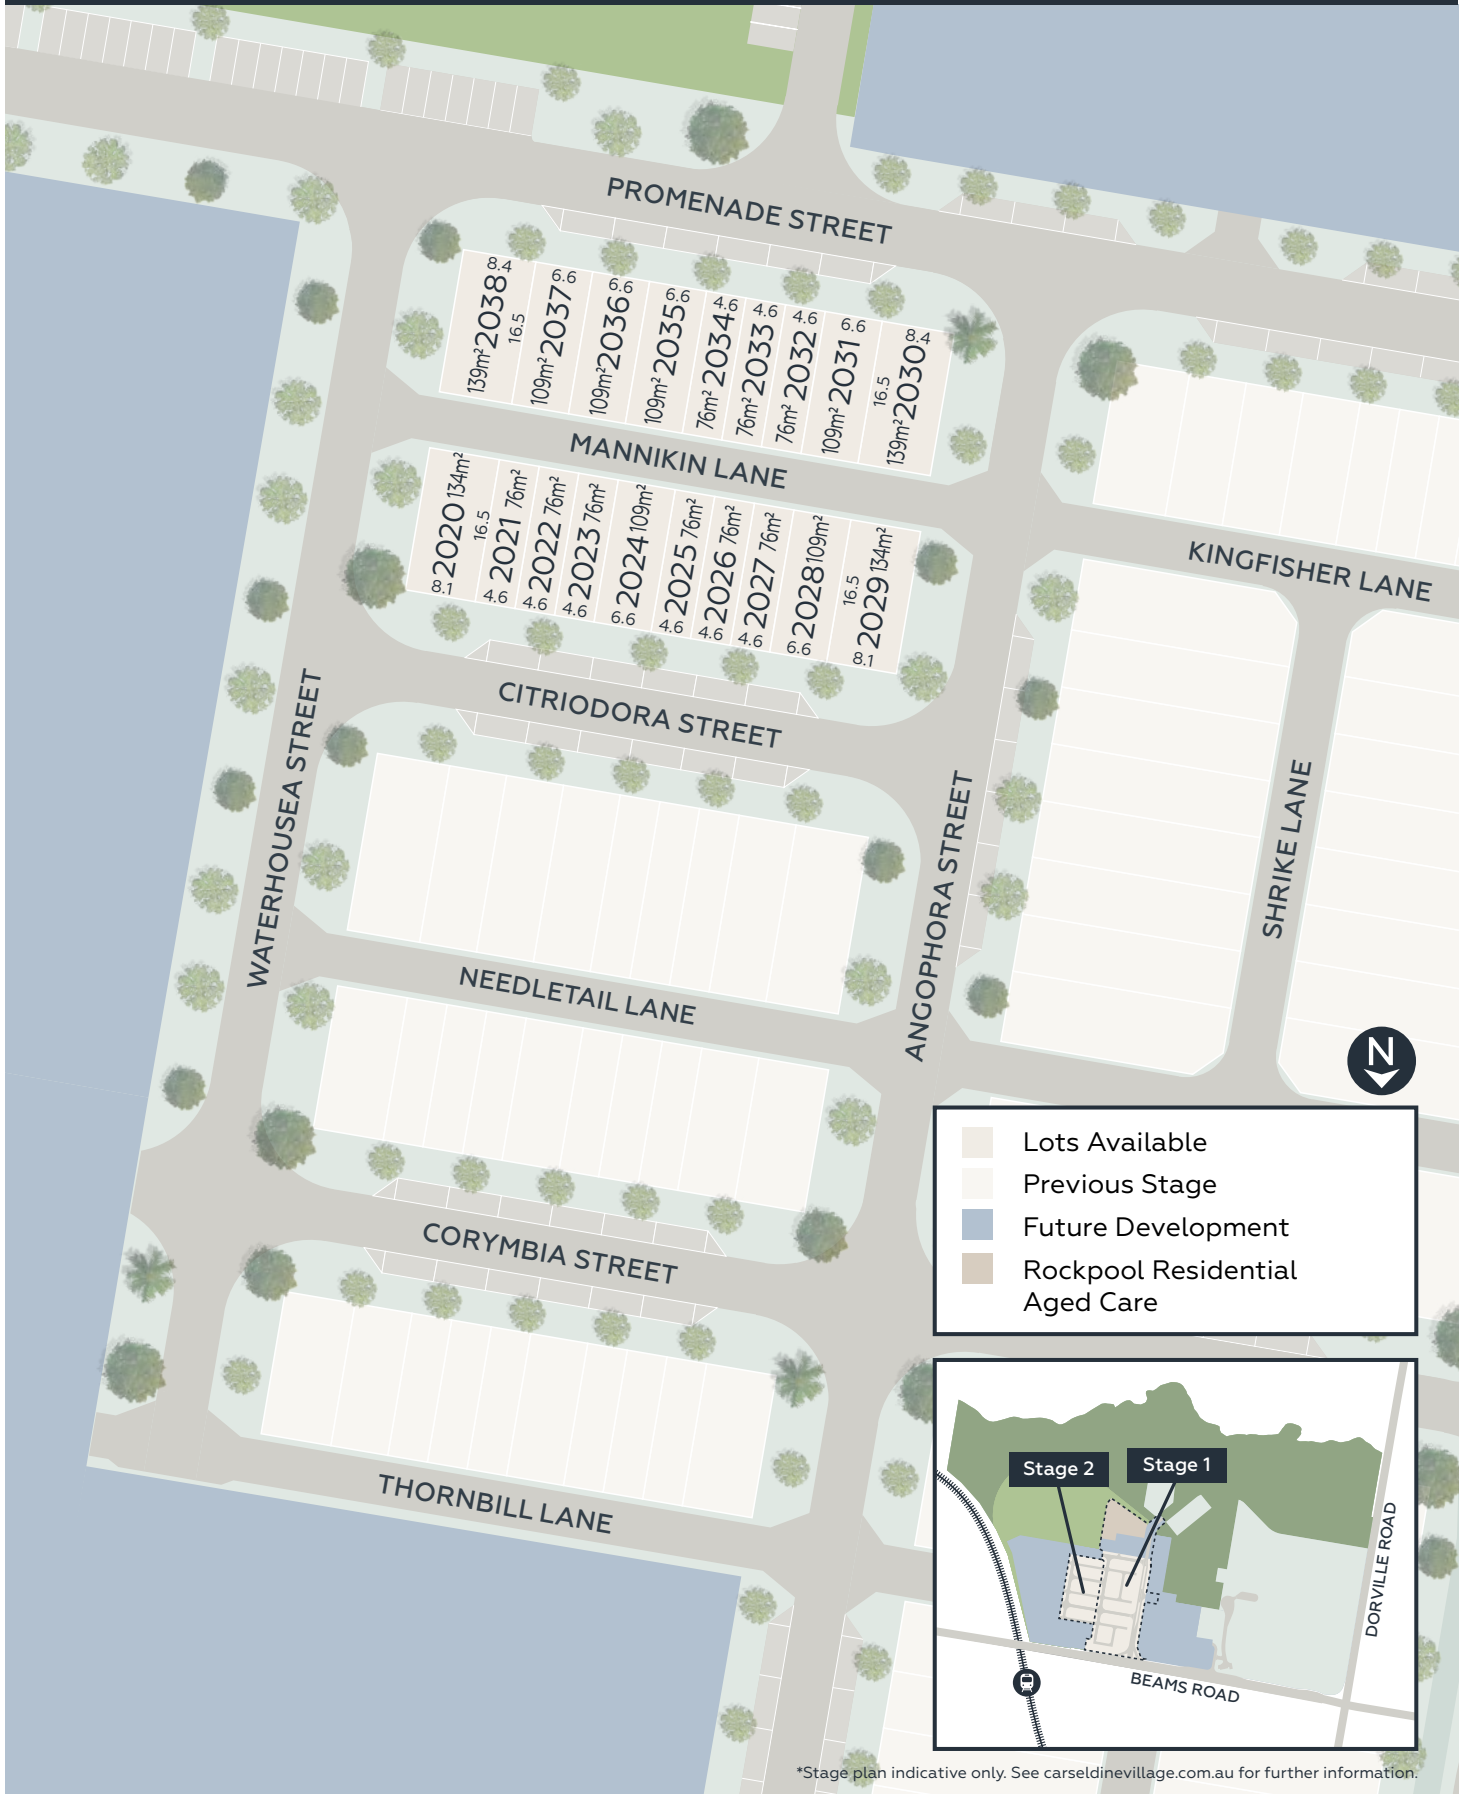 PROMENADE STREET
8.4
2038
139m²
16.5
6.6
2037
109m²
6.6
2036
109m²
6.6
2035
109m²
4.6
2034
76m²
4.6
2033
76m²
4.6
2032
76m²
6.6
2031
109m²
8.4
2030
139m²
16.5
MANNIKIN LANE
134m²
2020
8.1
16.5
76m²
2021
4.6
76m²
2022
4.6
76m²
2023
4.6
109m²
2024
6.6
76m²
2025
4.6
76m²
2026
4.6
76m²
2027
4.6
109m²
2028
6.6
134m²
2029
8.1
16.5
KINGFISHER LANE
CITRIODORA STREET
WATERHOUSEA STREET
ANGOPHORA STREET
SHRIKE LANE
NEEDLETAIL LANE
N
CORYMBIA STREET
THORNBILL LANE
Lots Available
Previous Stage
Future Development
Rockpool Residential
Aged Care
Stage 2
Stage 1
DORVILLE ROAD
BEAMS ROAD
*Stage plan indicative only. See carseldinevillage.com.au for further information.